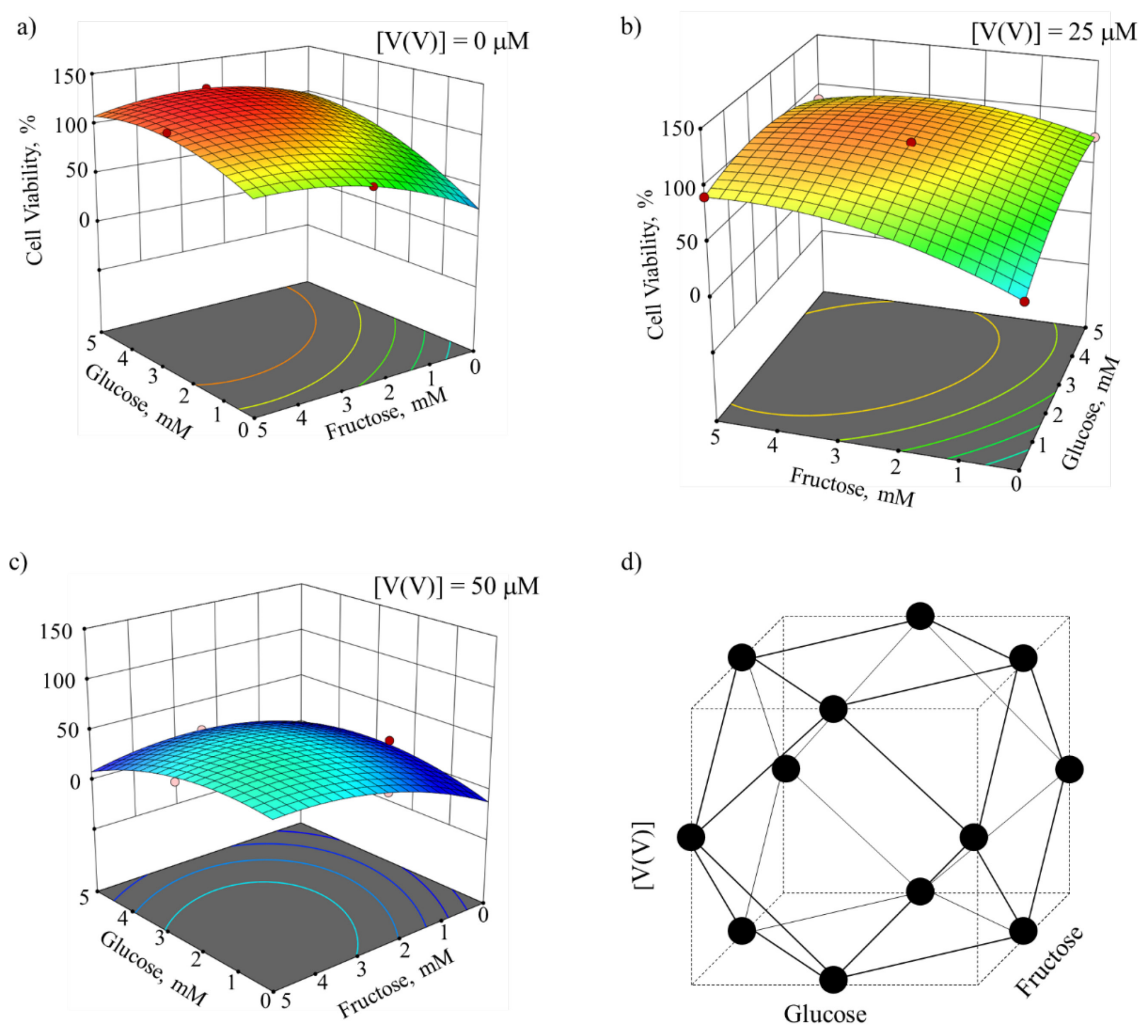 a)
[V(V)] = 0 μM
150
100
50
0
Cell Viability, %
5
4
3
2
1
0
Glucose, mM
5
4
3
2
1
0
Fructose, mM
b)
[V(V)] = 25 μM
150
100
50
0
Cell Viability, %
5
4
3
2
1
0
Fructose, mM
5
4
3
2
1
Glucose, mM
c)
[V(V)] = 50 μM
150
100
50
0
Cell Viability, %
5
4
3
2
1
0
Glucose, mM
5
4
3
2
1
0
Fructose, mM
d)
[V(V)]
Glucose
Fructose